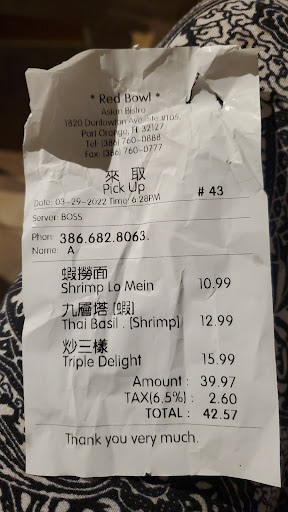 * Red Bowl *
Asian Bistro
1820 Dunlawton Ave. Ste #105,
Port Orange, Fl 32127
Tel: (386) 760-0888
Fax: (386) 760-0777
來 取
Pick Up # 43
Date: 03-29-2022 Time: 6:28PM
Server: BOSS
Phon: 386.682.8063.
Name: A
蝦撈面
Shrimp Lo Mein 10.99
九層塔 [蝦]
Thai Basil . [Shrimp] 12.99
炒三樣
Triple Delight 15.99
Amount : 39.97
TAX(6.5%) : 2.60
TOTAL : 42.57
Thank you very much.